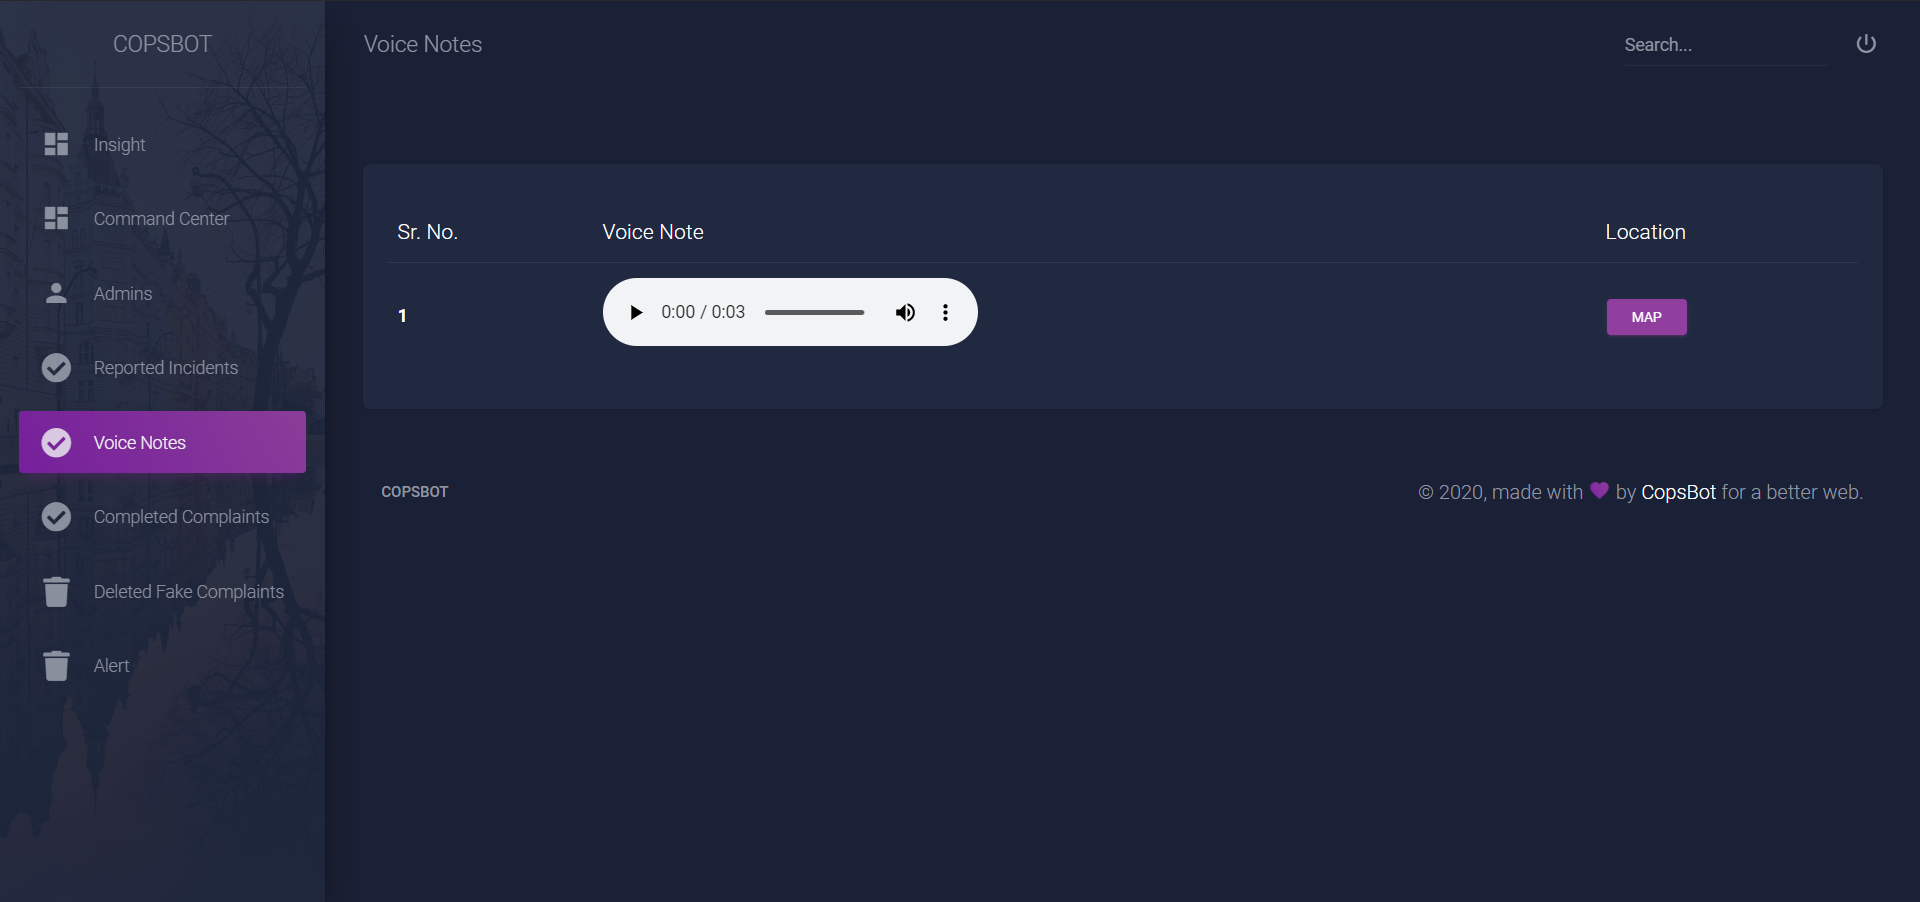 COPSBOT
Insight
Command Center
Admins
Reported Incidents
Voice Notes
Completed Complaints
Deleted Fake Complaints
Alert
Voice Notes
Search...
Sr. No. Voice Note Location
1 0:00 / 0:03 MAP
COPSBOT
© 2020, made with by CopsBot for a better web.